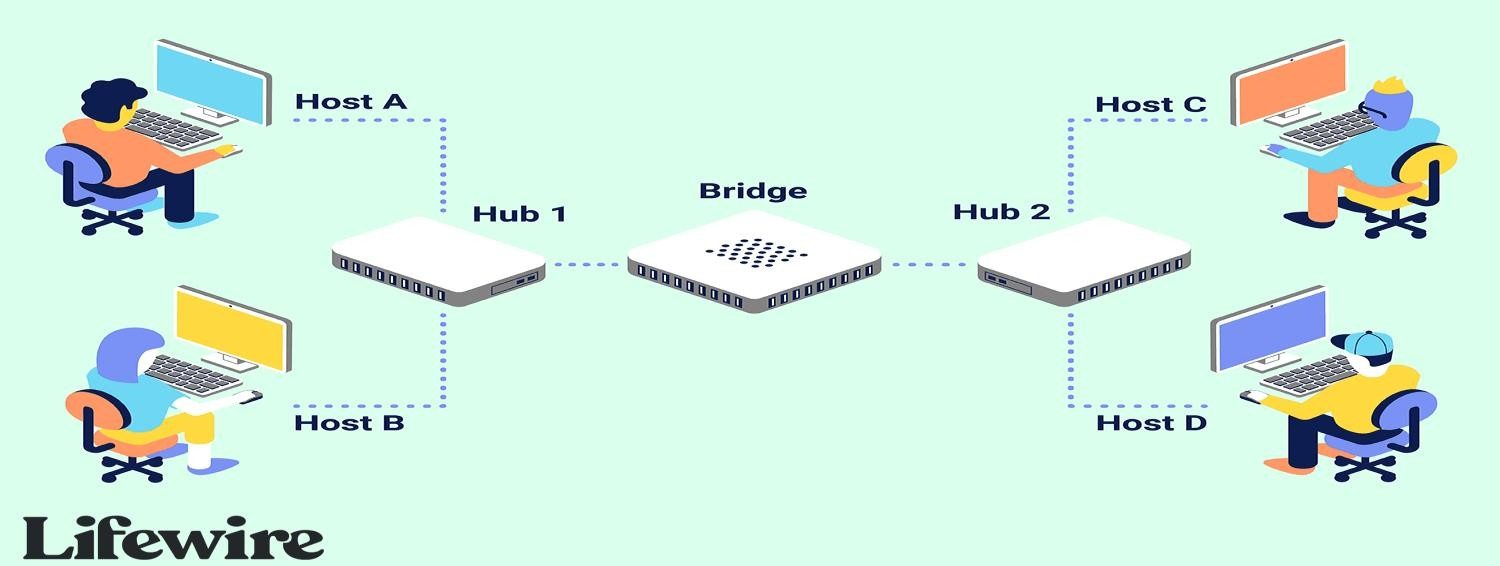 Host A
Host C
Bridge
Hub 1
Hub 2
Host B
Host D
Lifewire